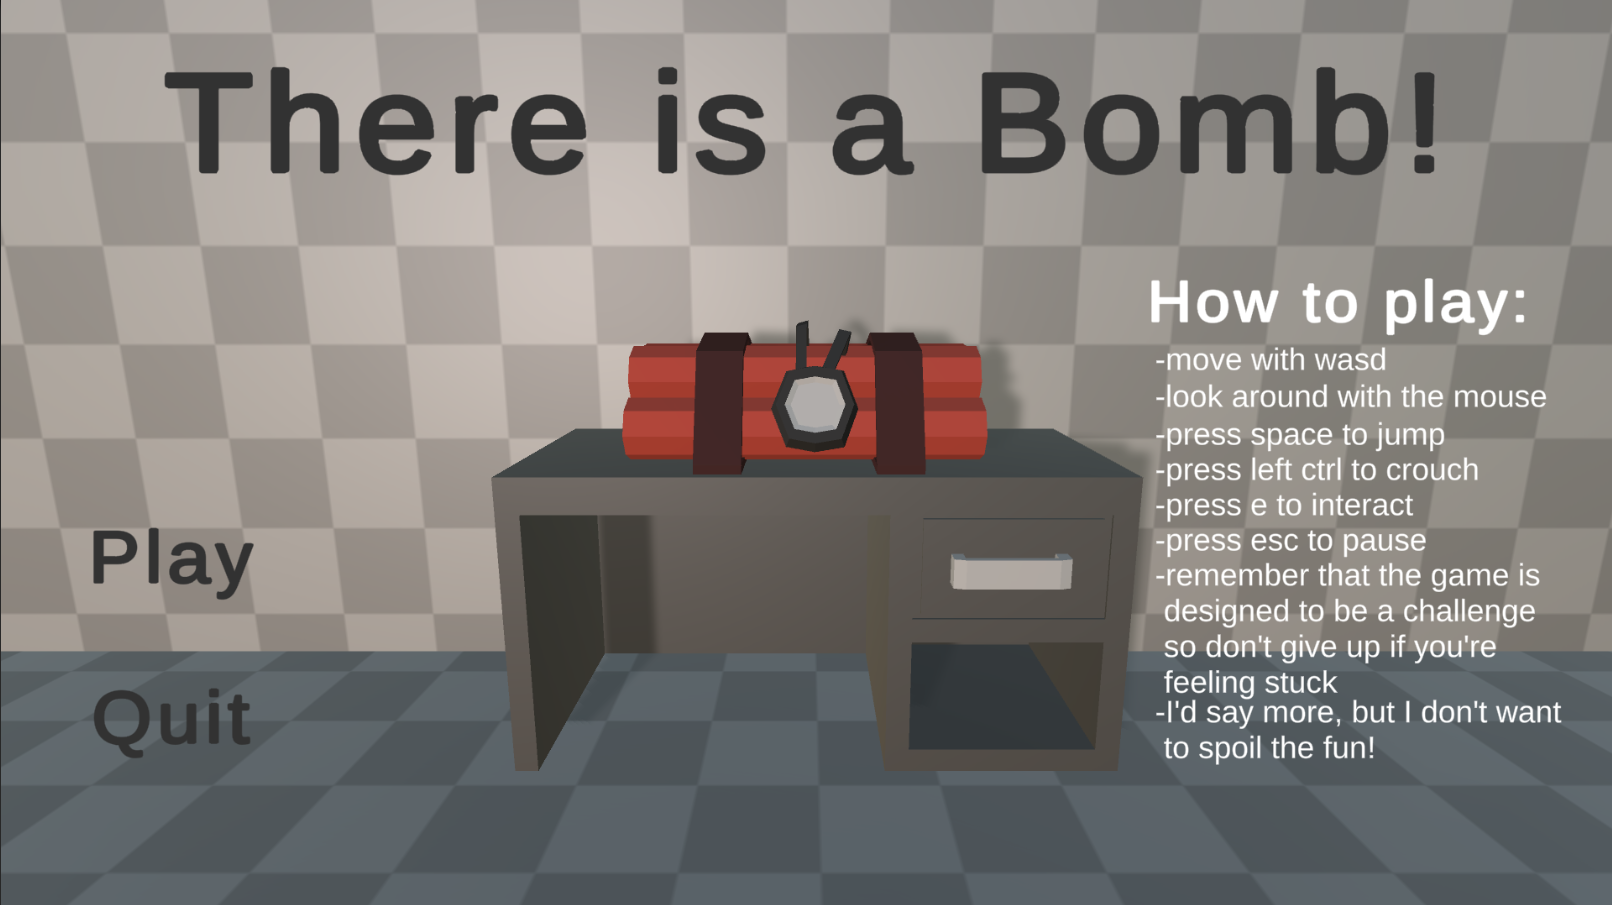 There is a Bomb!
How to play:
-move with wasd
-look around with the mouse
-press space to jump
-press left ctrl to crouch
-press e to interact
-press esc to pause
-remember that the game is
designed to be a challenge
so don't give up if you're
feeling stuck
-I'd say more, but I don't want
to spoil the fun!
Play
Quit